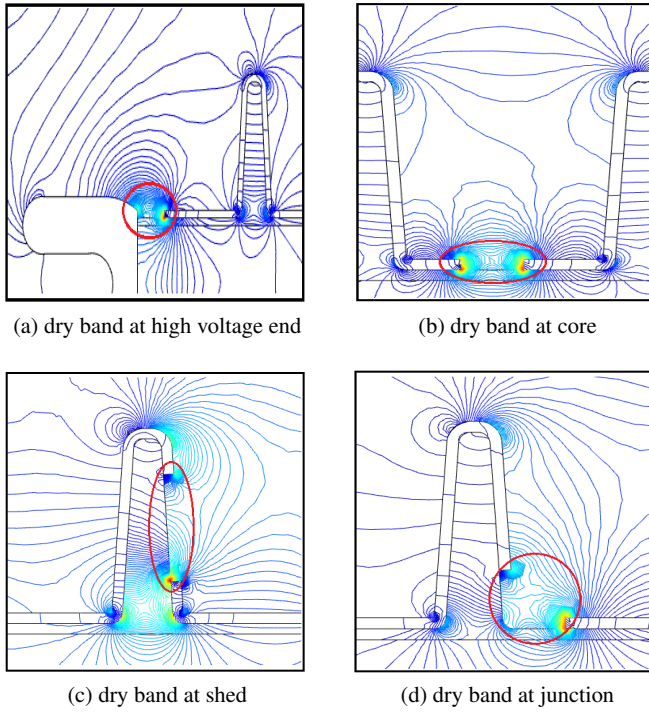 (a) dry band at high voltage end
(b) dry band at core
(c) dry band at shed
(d) dry band at junction